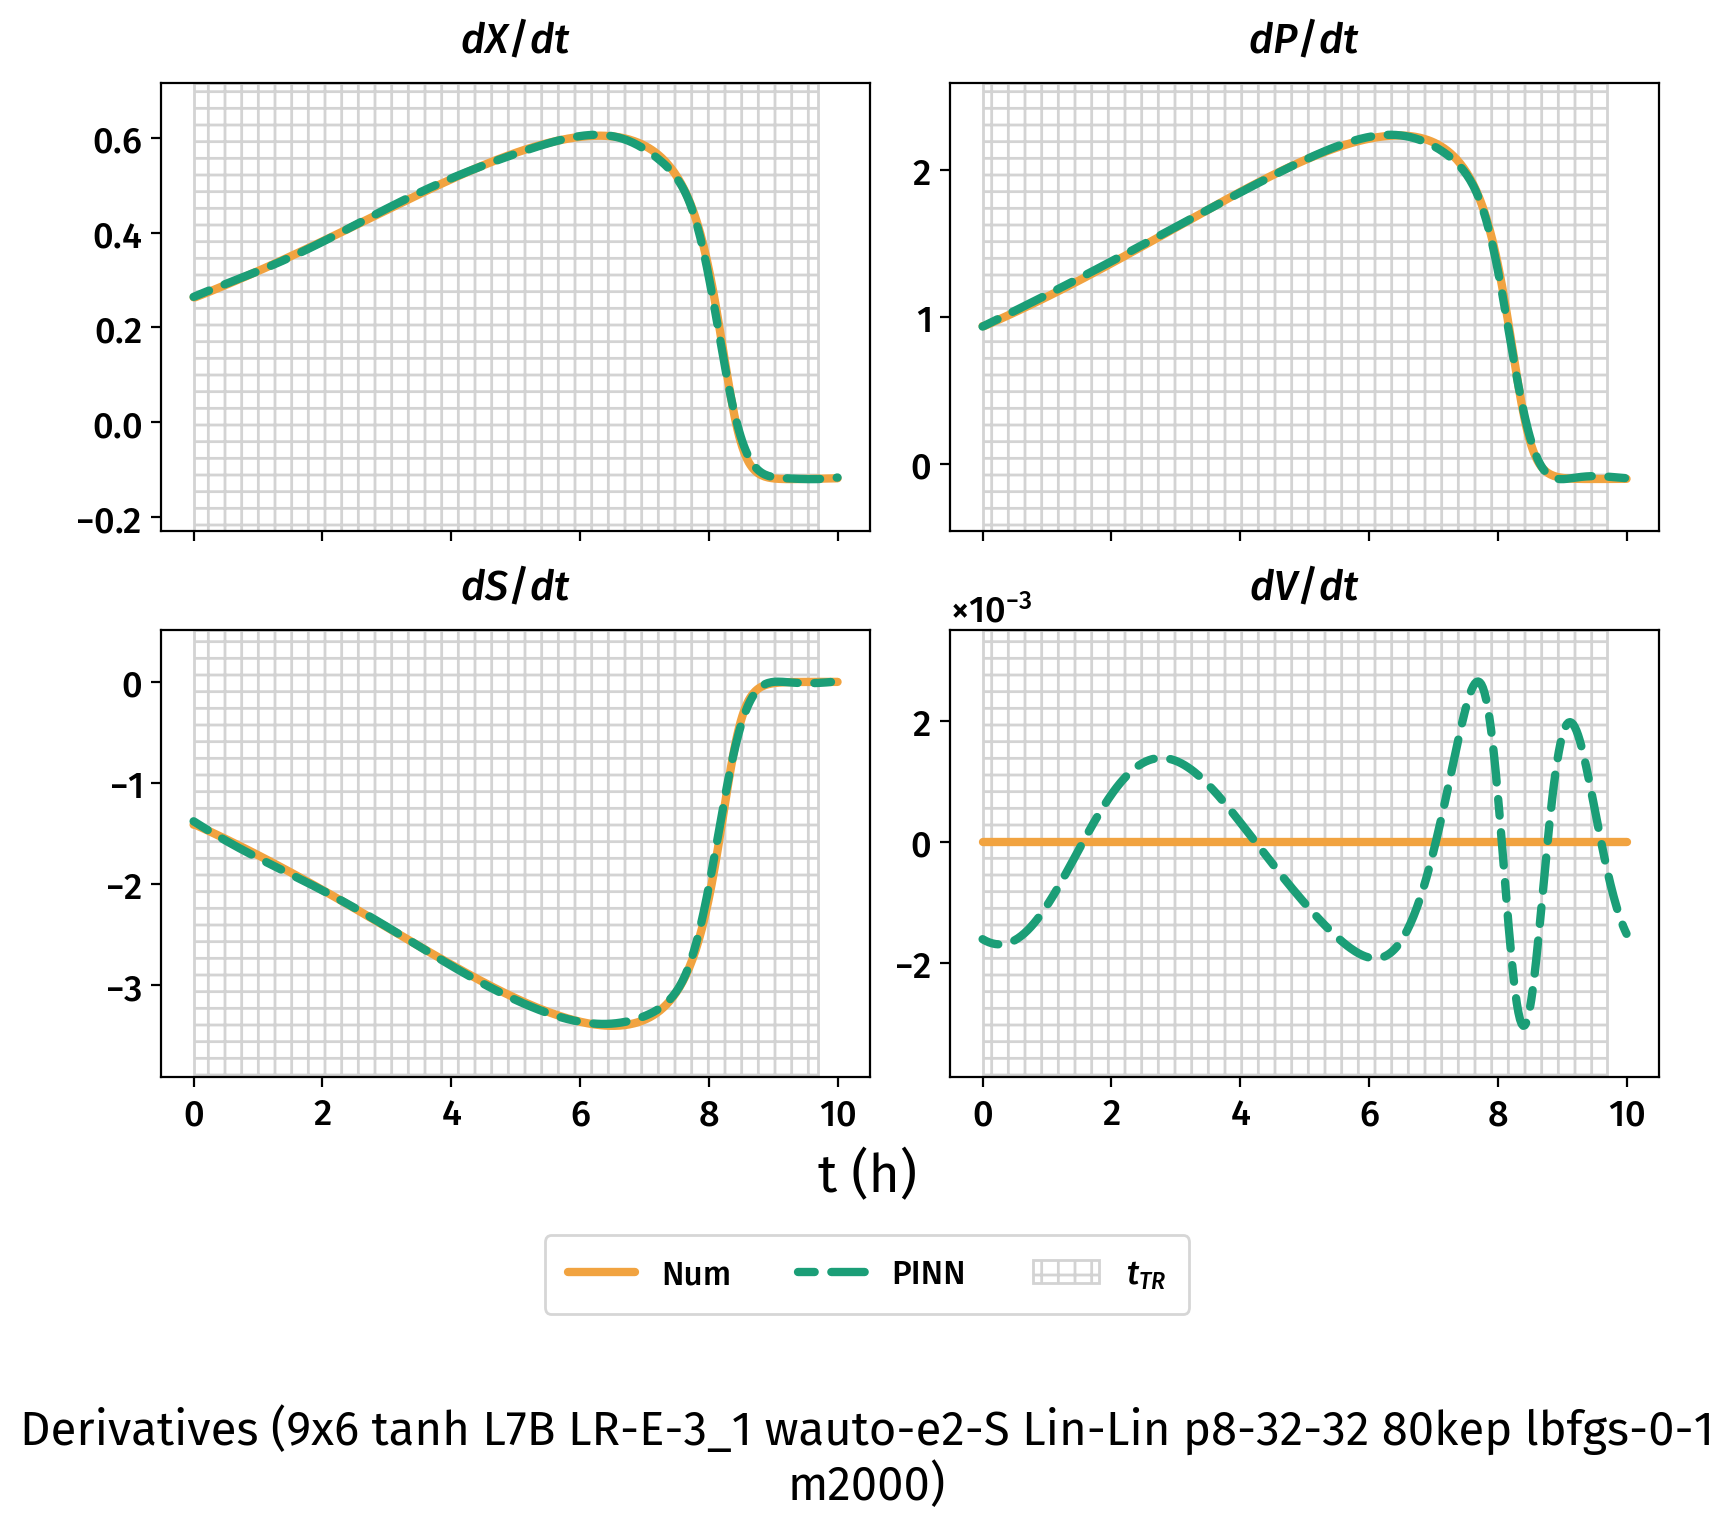 dX/dt
dP/dt
0.6
0.4
0.2
0.0
−0.2
2
1
0
dS/dt
dV/dt
×10⁻³
0
−1
−2
−3
0 2 4 6 8 10
2
0
−2
0 2 4 6 8 10
t (h)
Num PINN t_TR
Derivatives (9x6 tanh L7B LR-E-3_1 wauto-e2-S Lin-Lin p8-32-32 80kep lbfgs-0-1
m2000)